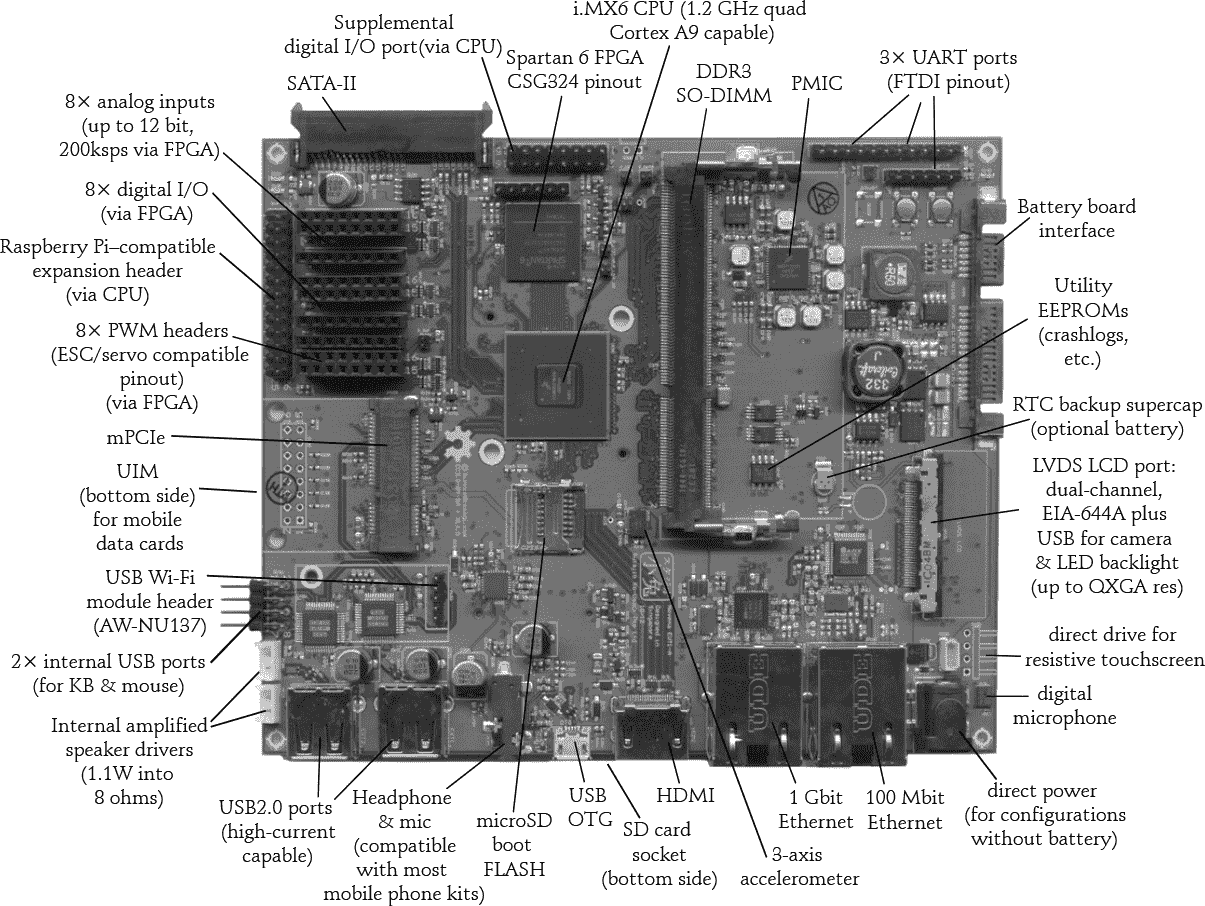 i.MX6 CPU (1.2 GHz quad
Cortex A9 capable)
Supplemental
digital I/O port(via CPU)
Spartan 6 FPGA
CSG324 pinout
DDR3
SO-DIMM
PMIC
3× UART ports
(FTDI pinout)
SATA-II
8× analog inputs
(up to 12 bit,
200ksps via FPGA)
8× digital I/O
(via FPGA)
Raspberry Pi–compatible
expansion header
(via CPU)
8× PWM headers
(ESC/servo compatible
pinout)
(via FPGA)
mPCIe
UIM
(bottom side)
for mobile
data cards
USB Wi-Fi
module header
(AW-NU137)
2× internal USB ports
(for KB & mouse)
Internal amplified
speaker drivers
(1.1W into
8 ohms)
Battery board
interface
Utility
EEPROMs
(crashlogs,
etc.)
RTC backup supercap
(optional battery)
LVDS LCD port:
dual-channel,
EIA-644A plus
USB for camera
& LED backlight
(up to QXGA res)
direct drive for
resistive touchscreen
digital
microphone
USB2.0 ports
(high-current
capable)
Headphone
& mic
(compatible
with most
mobile phone kits)
microSD
boot
FLASH
USB
OTG
SD card
socket
(bottom side)
HDMI
3-axis
accelerometer
1 Gbit
Ethernet
100 Mbit
Ethernet
direct power
(for configurations
without battery)
R50
Coilcraft
332
UDE
UDE